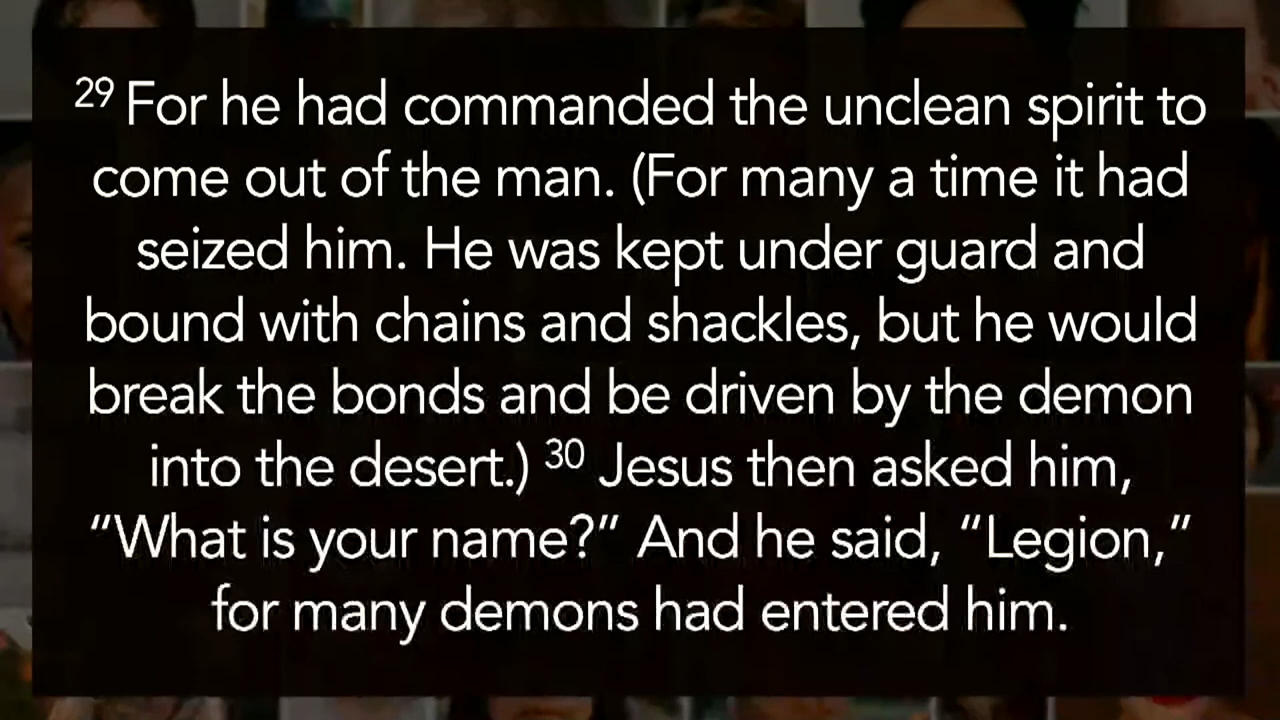 29 For he had commanded the unclean spirit to
come out of the man. (For many a time it had
seized him. He was kept under guard and
bound with chains and shackles, but he would
break the bonds and be driven by the demon
into the desert.) 30 Jesus then asked him,
“What is your name?” And he said, “Legion,”
for many demons had entered him.